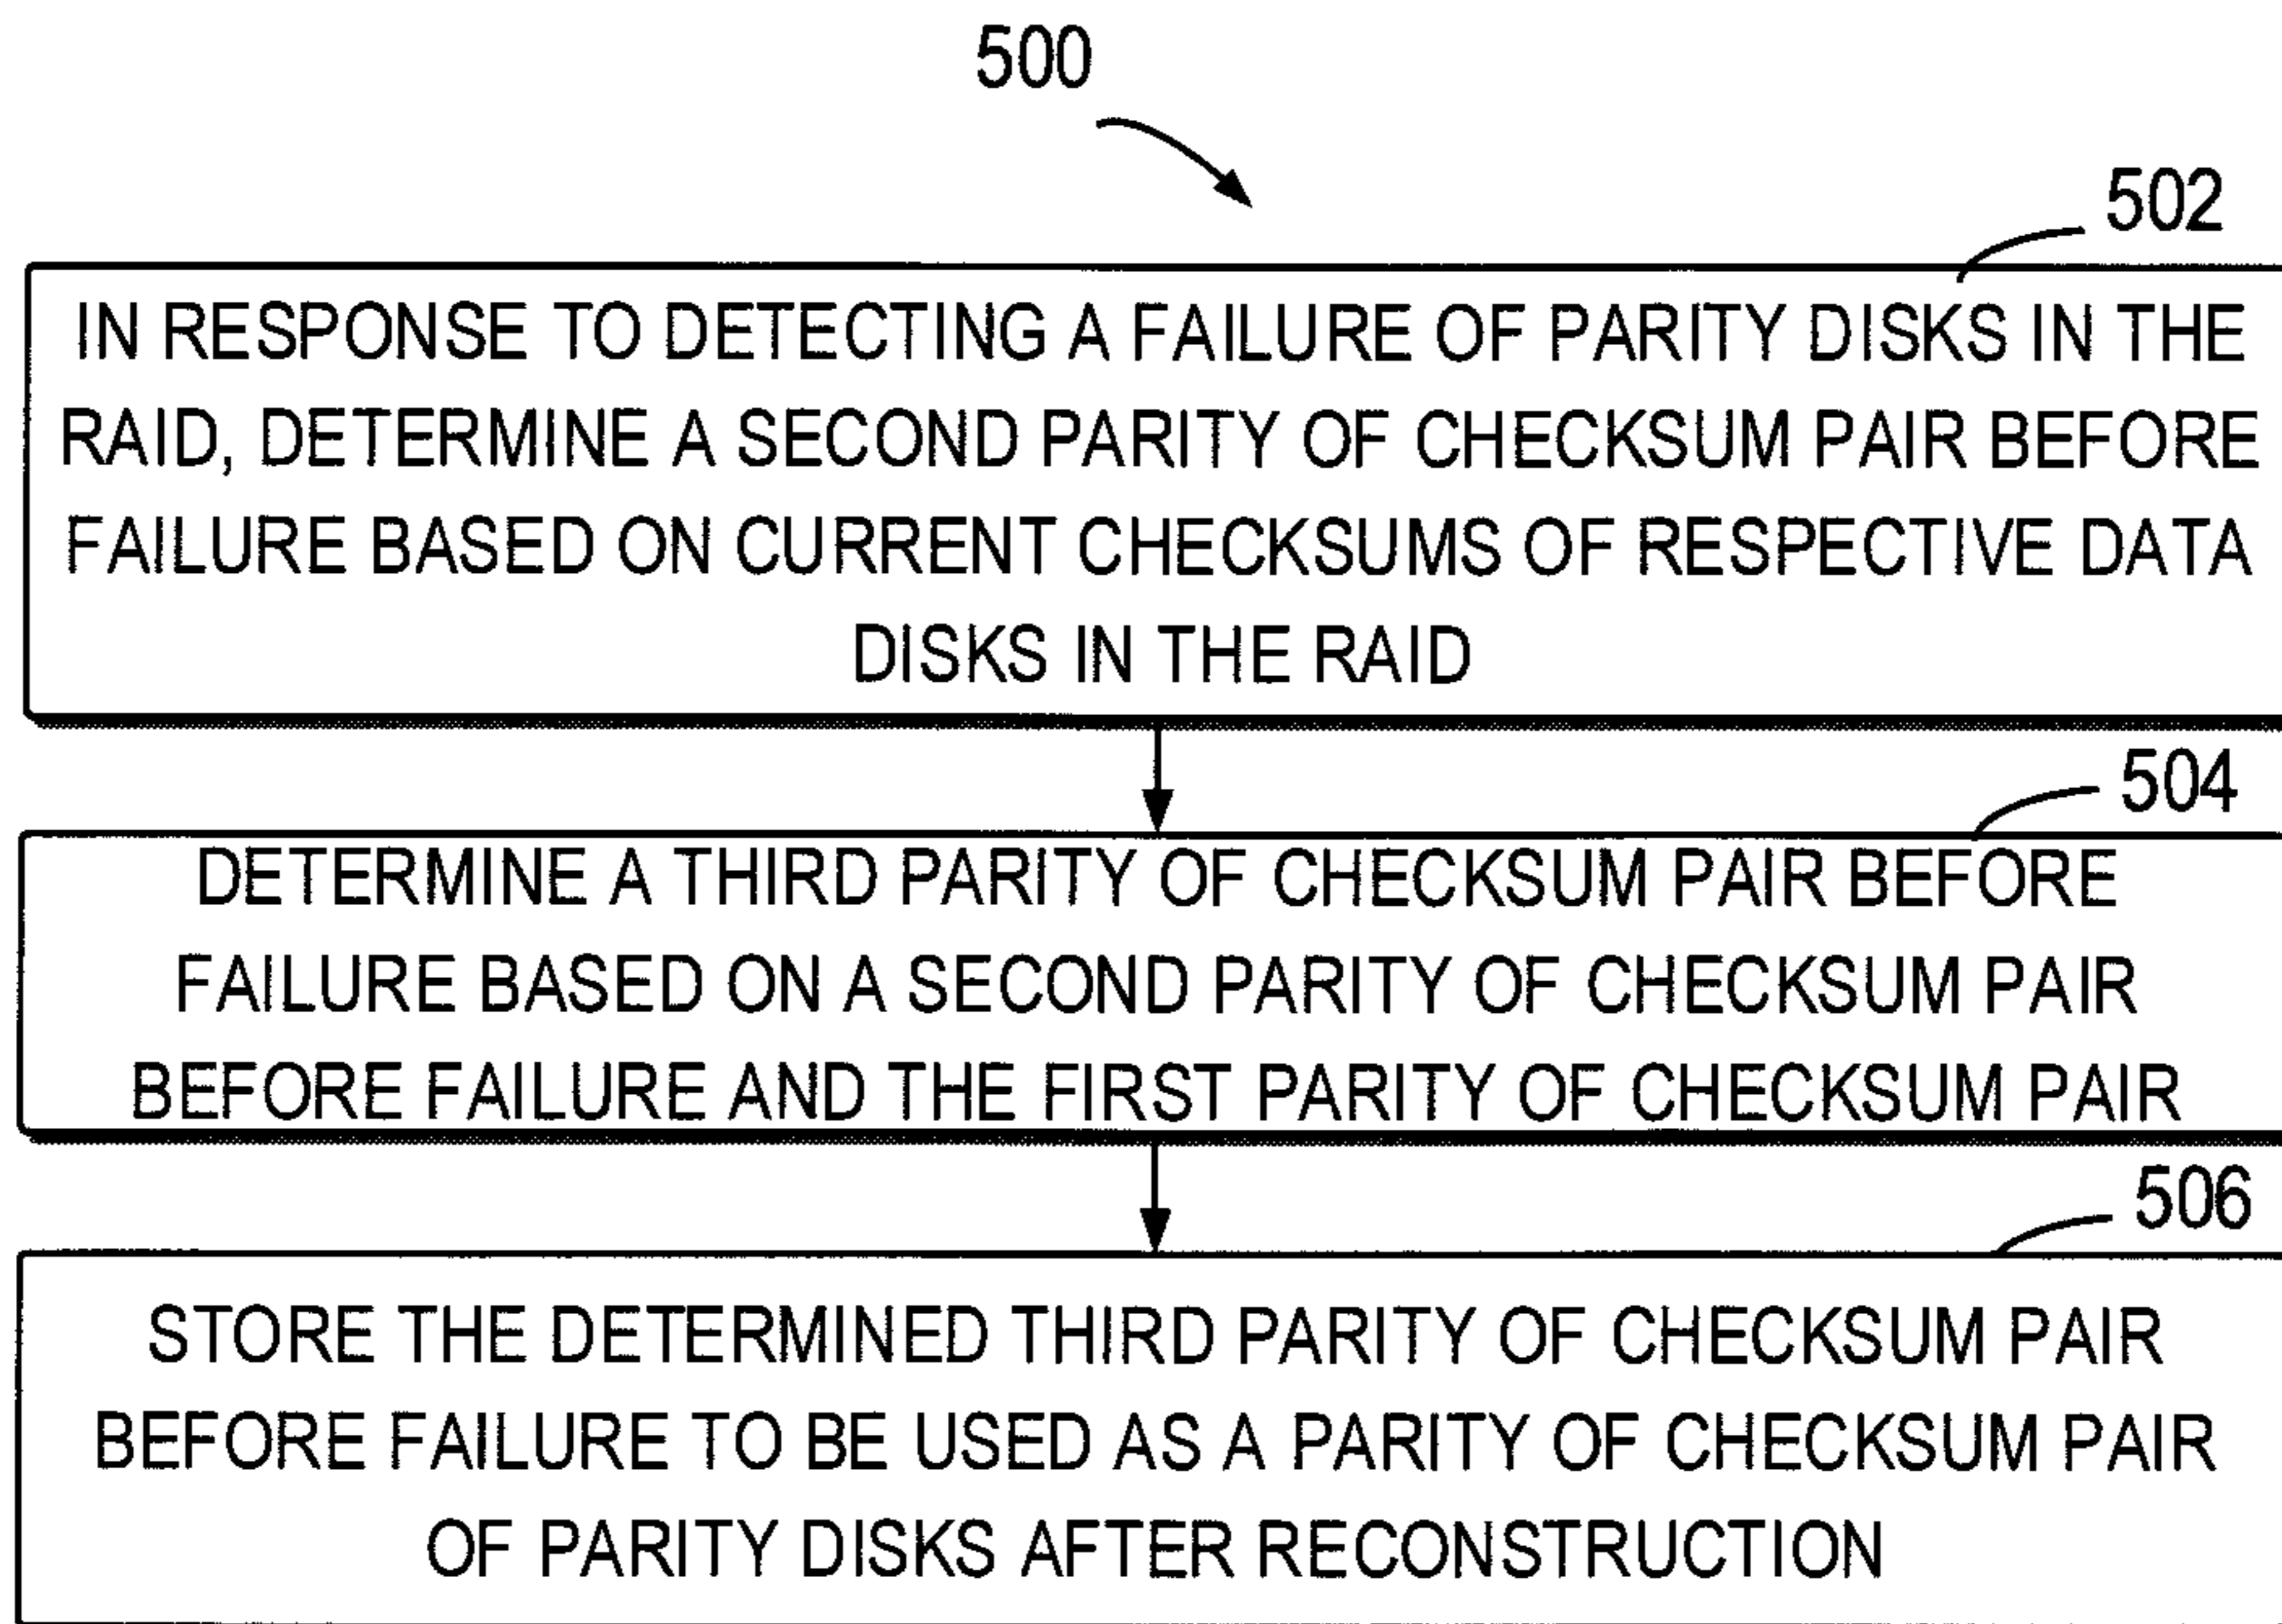 500
502
IN RESPONSE TO DETECTING A FAILURE OF PARITY DISKS IN THE
RAID, DETERMINE A SECOND PARITY OF CHECKSUM PAIR BEFORE
FAILURE BASED ON CURRENT CHECKSUMS OF RESPECTIVE DATA
DISKS IN THE RAID
504
DETERMINE A THIRD PARITY OF CHECKSUM PAIR BEFORE
FAILURE BASED ON A SECOND PARITY OF CHECKSUM PAIR
BEFORE FAILURE AND THE FIRST PARITY OF CHECKSUM PAIR
506
STORE THE DETERMINED THIRD PARITY OF CHECKSUM PAIR
BEFORE FAILURE TO BE USED AS A PARITY OF CHECKSUM PAIR
OF PARITY DISKS AFTER RECONSTRUCTION